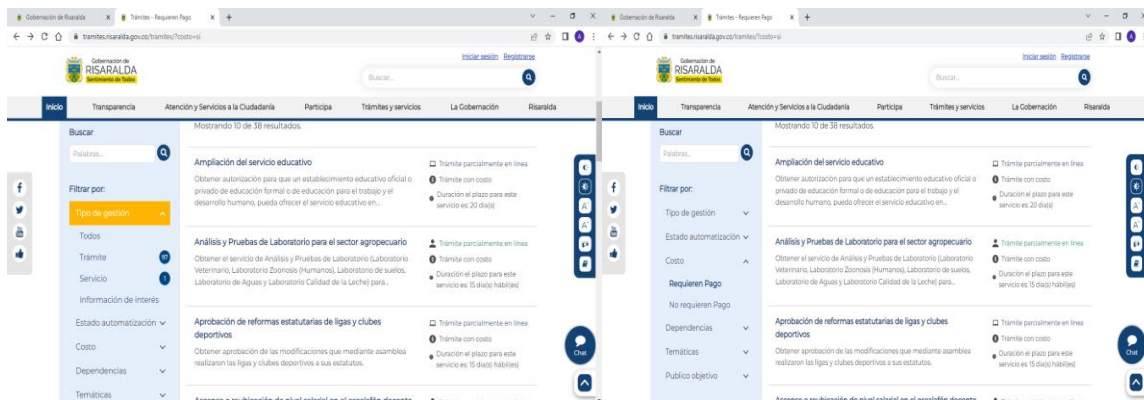 Gobernación de Risaralda
Trámites - Requieren Pago
tramites.risaralda.gov.co/tramites/?costo=si
Gobernación de
RISARALDA
Sentimiento de Todos
Iniciar sesión Registrarse
Buscar...
Inicio Transparencia Atención y Servicios a la Ciudadanía Participa Trámites y servicios La Gobernación Risaralda
Buscar
Palabras...
Filtrar por:
Tipo de gestión
Todos
Trámite 97
Servicio 1
Información de interés
Estado automatización
Costo
Dependencias
Temáticas
Mostrando 10 de 38 resultados.
Ampliación del servicio educativo
Obtener autorización para que un establecimiento educativo oficial o
privado de educación formal o de educación para el trabajo y el
desarrollo humano, pueda ofrecer el servicio educativo en...
Trámite parcialmente en línea
Trámite con costo
Duración el plazo para este
servicio es: 20 día(s)
Análisis y Pruebas de Laboratorio para el sector agropecuario
Obtener el servicio de Análisis y Pruebas de Laboratorio (Laboratorio
Veterinario, Laboratorio Zoonosis (Humanos), Laboratorio de suelos,
Laboratorio de Aguas y Laboratorio Calidad de la Leche) para...
Trámite parcialmente en línea
Trámite con costo
Duración el plazo para este
servicio es: 15 día(s) hábil(es)
Aprobación de reformas estatutarias de ligas y clubes
deportivos
Obtener aprobación de las modificaciones que mediante asamblea
realizaron las ligas y clubes deportivos a sus estatutos.
Trámite parcialmente en línea
Trámite con costo
Duración el plazo para este
servicio es: 15 día(s) hábil(es)
Ascenso o reubicación de nivel salarial en el escalafón docente
Chat
Gobernación de Risaralda
Trámites - Requieren Pago
tramites.risaralda.gov.co/tramites/?costo=si
Gobernación de
RISARALDA
Sentimiento de Todos
Iniciar sesión Registrarse
Buscar...
Inicio Transparencia Atención y Servicios a la Ciudadanía Participa Trámites y servicios La Gobernación Risaralda
Buscar
Palabras...
Filtrar por:
Tipo de gestión
Estado automatización
Costo
Requieren Pago
No requieren Pago
Dependencias
Temáticas
Publico objetivo
Mostrando 10 de 38 resultados.
Ampliación del servicio educativo
Obtener autorización para que un establecimiento educativo oficial o
privado de educación formal o de educación para el trabajo y el
desarrollo humano, pueda ofrecer el servicio educativo en...
Trámite parcialmente en línea
Trámite con costo
Duración el plazo para este
servicio es: 20 día(s)
Análisis y Pruebas de Laboratorio para el sector agropecuario
Obtener el servicio de Análisis y Pruebas de Laboratorio (Laboratorio
Veterinario, Laboratorio Zoonosis (Humanos), Laboratorio de suelos,
Laboratorio de Aguas y Laboratorio Calidad de la Leche) para...
Trámite parcialmente en línea
Trámite con costo
Duración el plazo para este
servicio es: 15 día(s) hábil(es)
Aprobación de reformas estatutarias de ligas y clubes
deportivos
Obtener aprobación de las modificaciones que mediante asamblea
realizaron las ligas y clubes deportivos a sus estatutos.
Trámite parcialmente en línea
Trámite con costo
Duración el plazo para este
servicio es: 15 día(s) hábil(es)
Ascenso o reubicación de nivel salarial en el escalafón docente
Chat